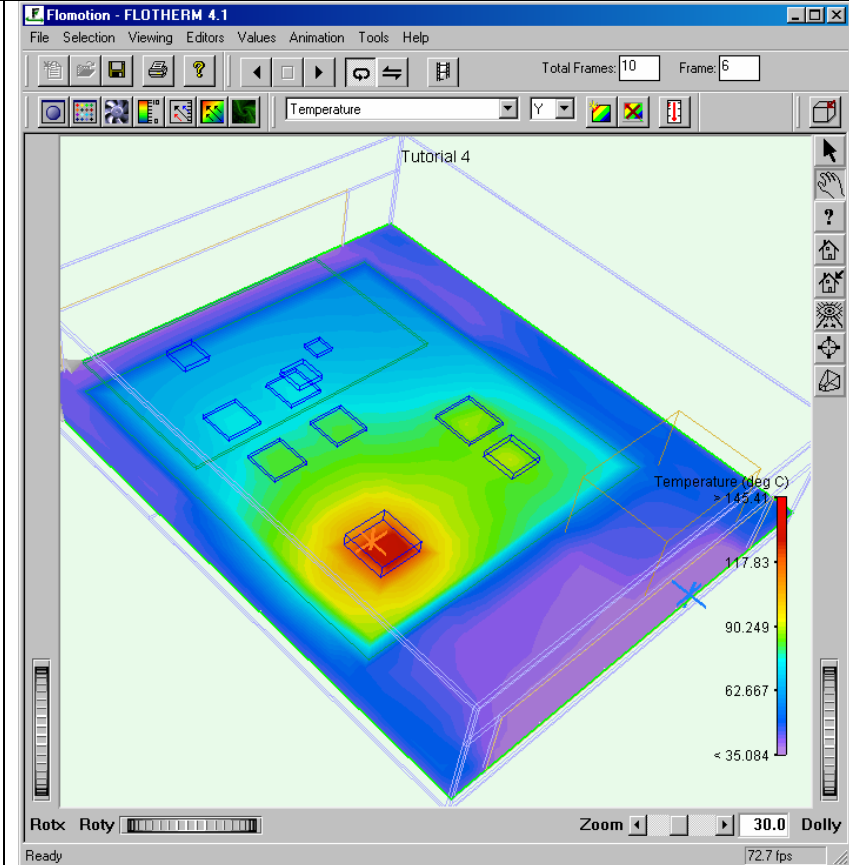 Flomotion - FLOTHERM 4.1
File Selection Viewing Editors Values Animation Tools Help
Total Frames: 10 Frame: 6
Temperature Y
Tutorial 4
Temperature (deg C)
> 145.41
117.83
90.249
62.667
< 35.084
Rotx Roty Zoom 30.0 Dolly
Ready 72.7 fps